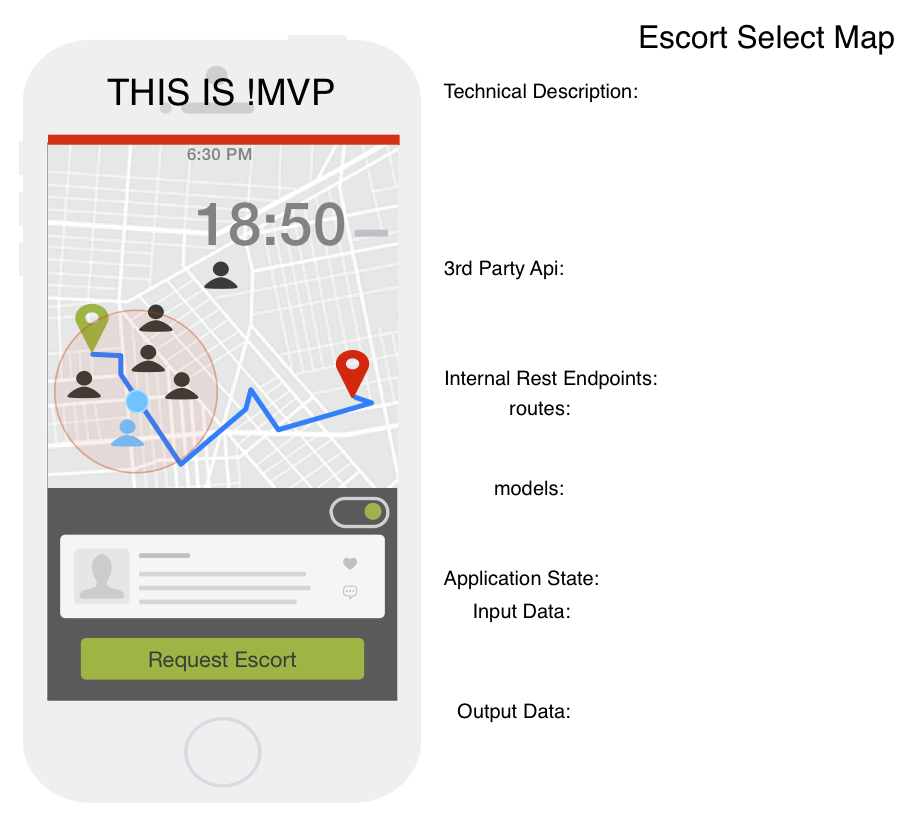 Escort Select Map
THIS IS !MVP
Technical Description:
6:30 PM
18:50
3rd Party Api:
Internal Rest Endpoints:
routes:
models:
Application State:
Input Data:
Request Escort
Output Data: